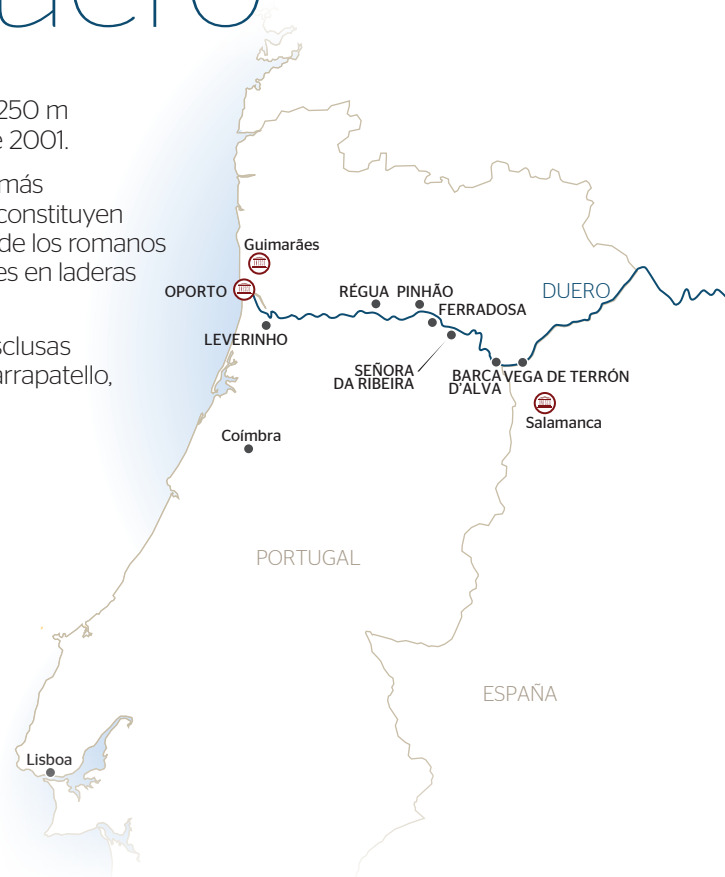 250 m
2001.
más
constituyen
de los romanos
es en laderas
sclusas
arrapatello,
Guimarães
OPORTO
RÉGUA
PINHÃO
FERRADOSA
DUERO
LEVERINHO
SEÑORA
DA RIBEIRA
BARCA
D'ALVA
VEGA DE TERRÓN
Salamanca
Coímbra
PORTUGAL
ESPAÑA
Lisboa